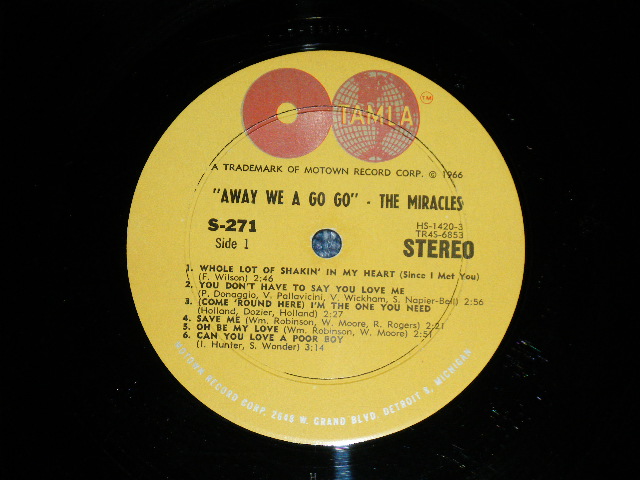 TAMLA
TM
A TRADEMARK OF MOTOWN RECORD CORP. © 1966
"AWAY WE A GO GO" - THE MIRACLES
S-271
Side 1
HS-1420-3
TR4S-6853
STEREO
1. WHOLE LOT OF SHAKIN' IN MY HEART (Since I Met You)
(F. Wilson) 2:46
2. YOU DON'T HAVE TO SAY YOU LOVE ME
(P. Donaggio, V. Pallavicini, V. Wickham, S. Napier-Bell) 2:56
3. (COME 'ROUND HERE) I'M THE ONE YOU NEED
(Holland, Dozier, Holland) 2:27
4. SAVE ME (Wm. Robinson, W. Moore, R. Rogers) 2:21
5. OH BE MY LOVE (Wm. Robinson, W. Moore) 2:51
6. CAN YOU LOVE A POOR BOY
(I. Hunter, S. Wonder) 3:14
MOTOWN RECORD CORP. 2648 W. GRAND BLVD. DETROIT 8, MICHIGAN